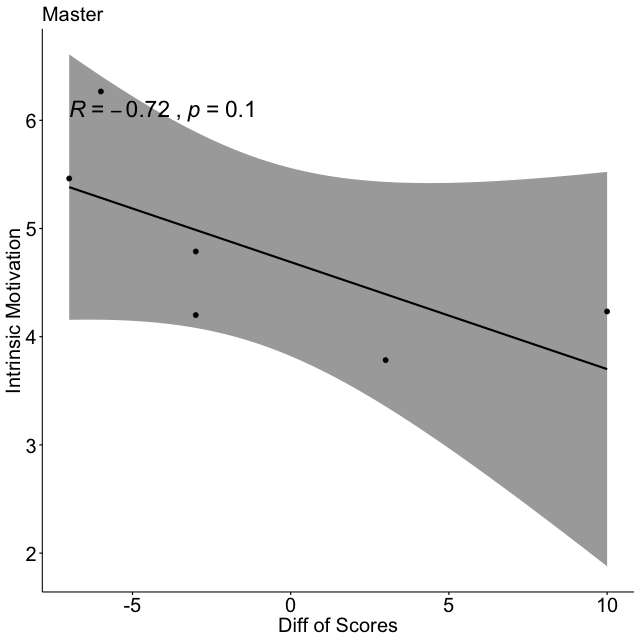 Master
R = −0.72 , p = 0.1
6
5
4
3
2
Intrinsic Motivation
-5 0 5 10
Diff of Scores